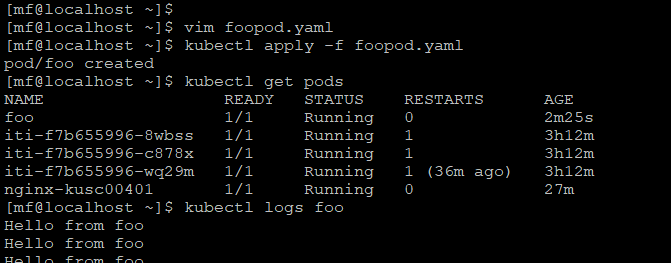 [mf@localhost ~]$
[mf@localhost ~]$ vim foopod.yaml
[mf@localhost ~]$ kubectl apply -f foopod.yaml
pod/foo created
[mf@localhost ~]$ kubectl get pods
NAME READY STATUS RESTARTS AGE
foo 1/1 Running 0 2m25s
iti-f7b655996-8wbss 1/1 Running 1 3h12m
iti-f7b655996-c878x 1/1 Running 1 3h12m
iti-f7b655996-wq29m 1/1 Running 1 (36m ago) 3h12m
nginx-kusc00401 1/1 Running 0 27m
[mf@localhost ~]$ kubectl logs foo
Hello from foo
Hello from foo
Hello from foo